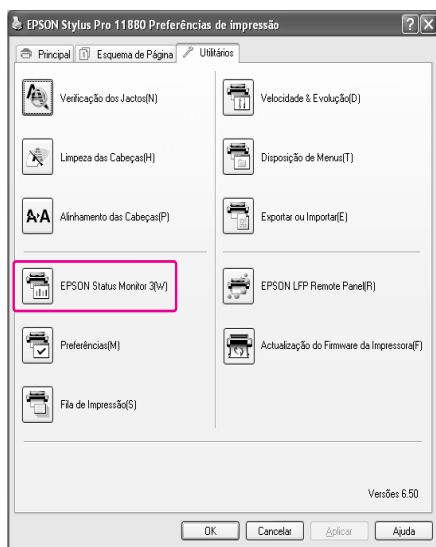 EPSON Stylus Pro 11880 Preferências de impressão
Principal Esquema de Página Utilitários
Verificação dos Jactos(N)
Velocidade & Evolução(D)
Limpeza das Cabeças(H)
Disposição de Menus(T)
A›A Alinhamento das Cabeças(P)
Exportar ou Importar(E)
EPSON Status Monitor 3(W)
EPSON LFP Remote Panel(R)
Preferências(M)
Actualização do Firmware da Impressora(F)
Fila de Impressão(S)
Versões 6.50
OK Cancelar Aplicar Ajuda